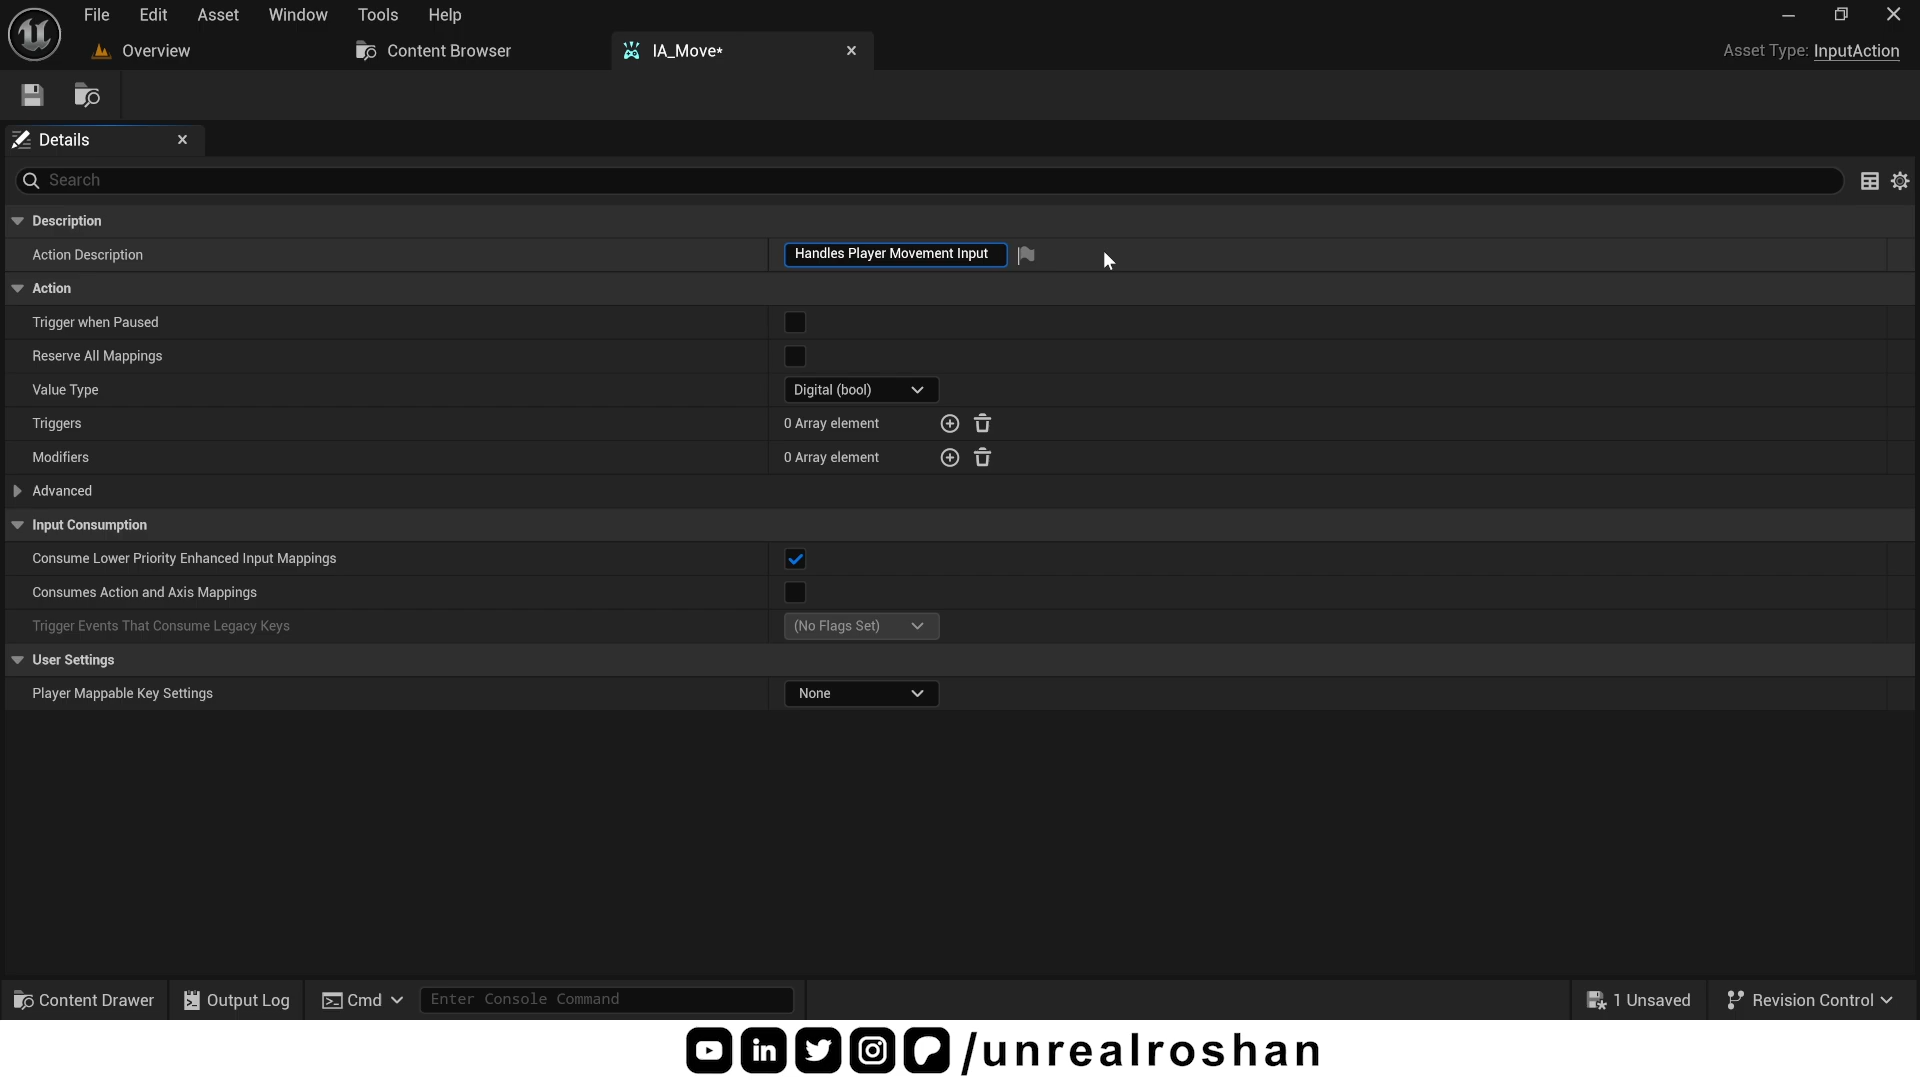 File Edit Asset Window Tools Help
Overview Content Browser IA_Move* Asset Type: InputAction
Details
Search
Description
Action Description Handles Player Movement Input
Action
Trigger when Paused
Reserve All Mappings
Value Type Digital (bool)
Triggers 0 Array element
Modifiers 0 Array element
Advanced
Input Consumption
Consume Lower Priority Enhanced Input Mappings
Consumes Action and Axis Mappings
Trigger Events That Consume Legacy Keys (No Flags Set)
User Settings
Player Mappable Key Settings None
Content Drawer Output Log Cmd Enter Console Command 1 Unsaved Revision Control
/unrealroshan